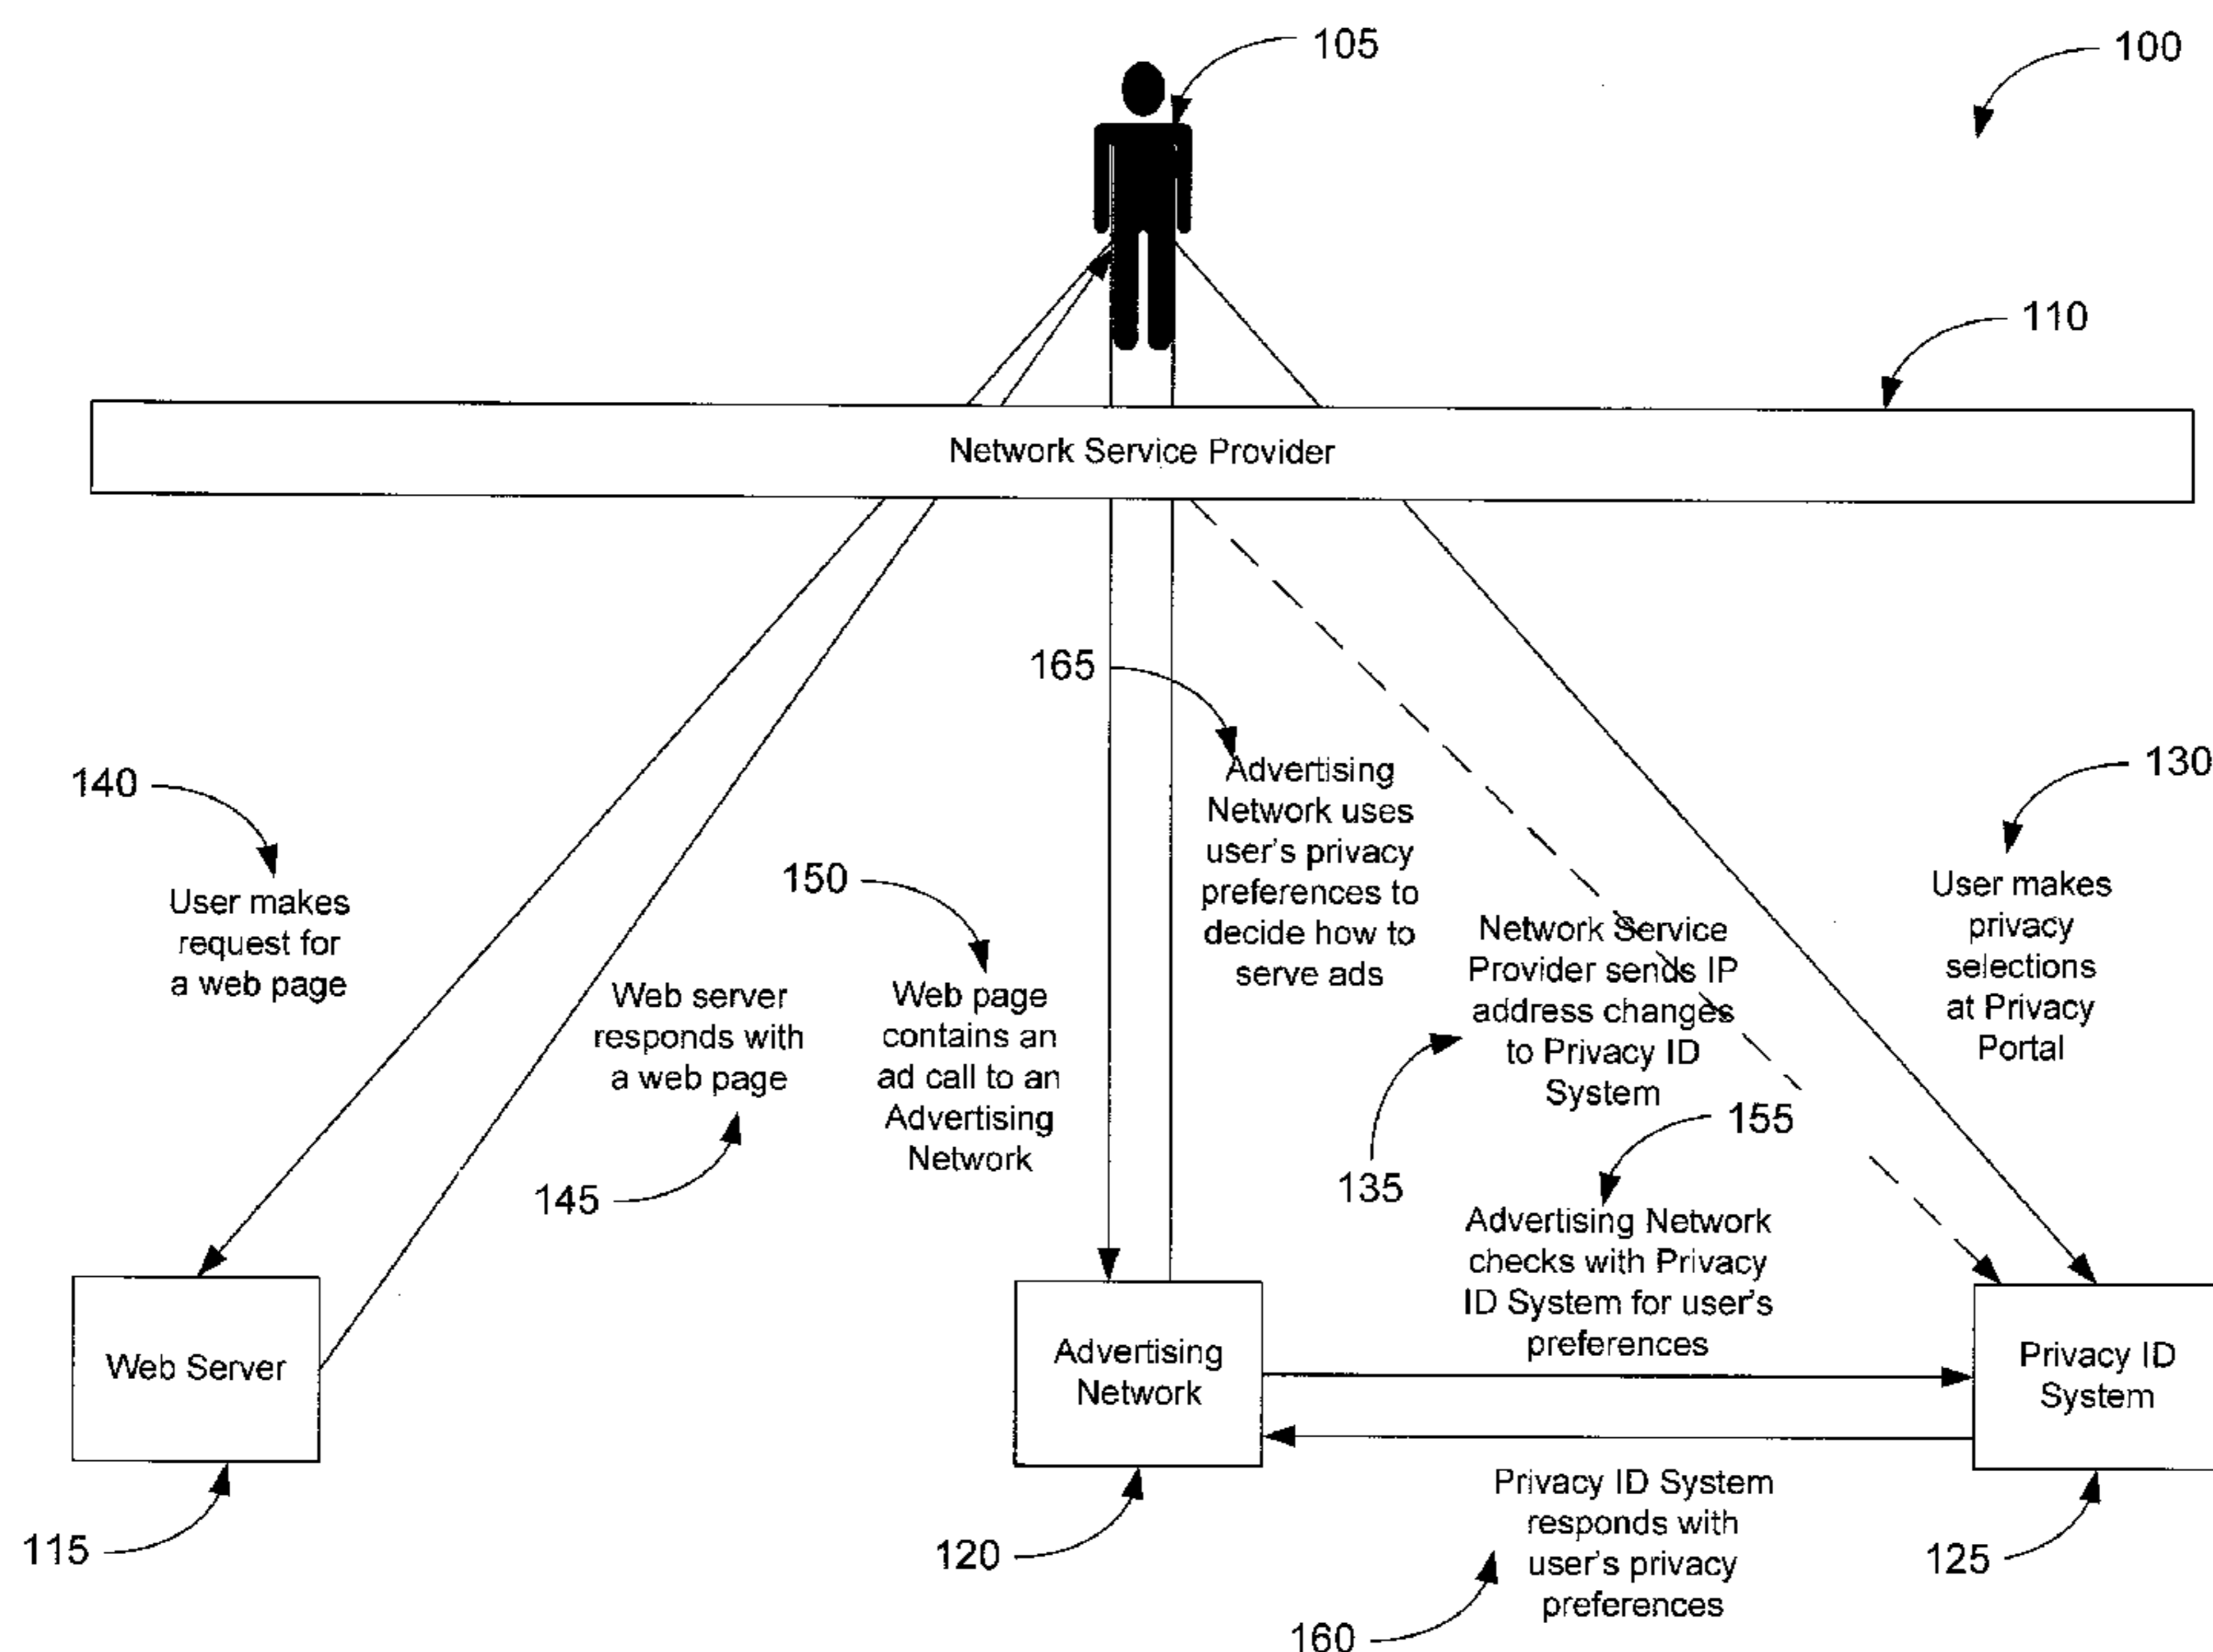 105
100
110
Network Service Provider
165
140
User makes
request for
a web page
150
Advertising
Network uses
user's privacy
preferences to
decide how to
serve ads
130
User makes
privacy
selections
at Privacy
Portal
Web server
responds with
a web page
145
Web page
contains an
ad call to an
Advertising
Network
Network Service
Provider sends IP
address changes
to Privacy ID
System
135
155
Advertising Network
checks with Privacy
ID System for user's
preferences
Web Server
Advertising
Network
Privacy ID
System
115
120
Privacy ID System
responds with
user's privacy
preferences
160
125